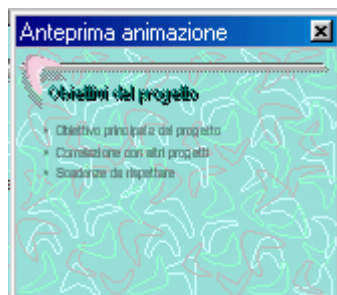 Anteprima animazione
Obiettivi del progetto
Obiettivo principale del progetto
Correlazione con altri progetti
Scadenze da rispettare